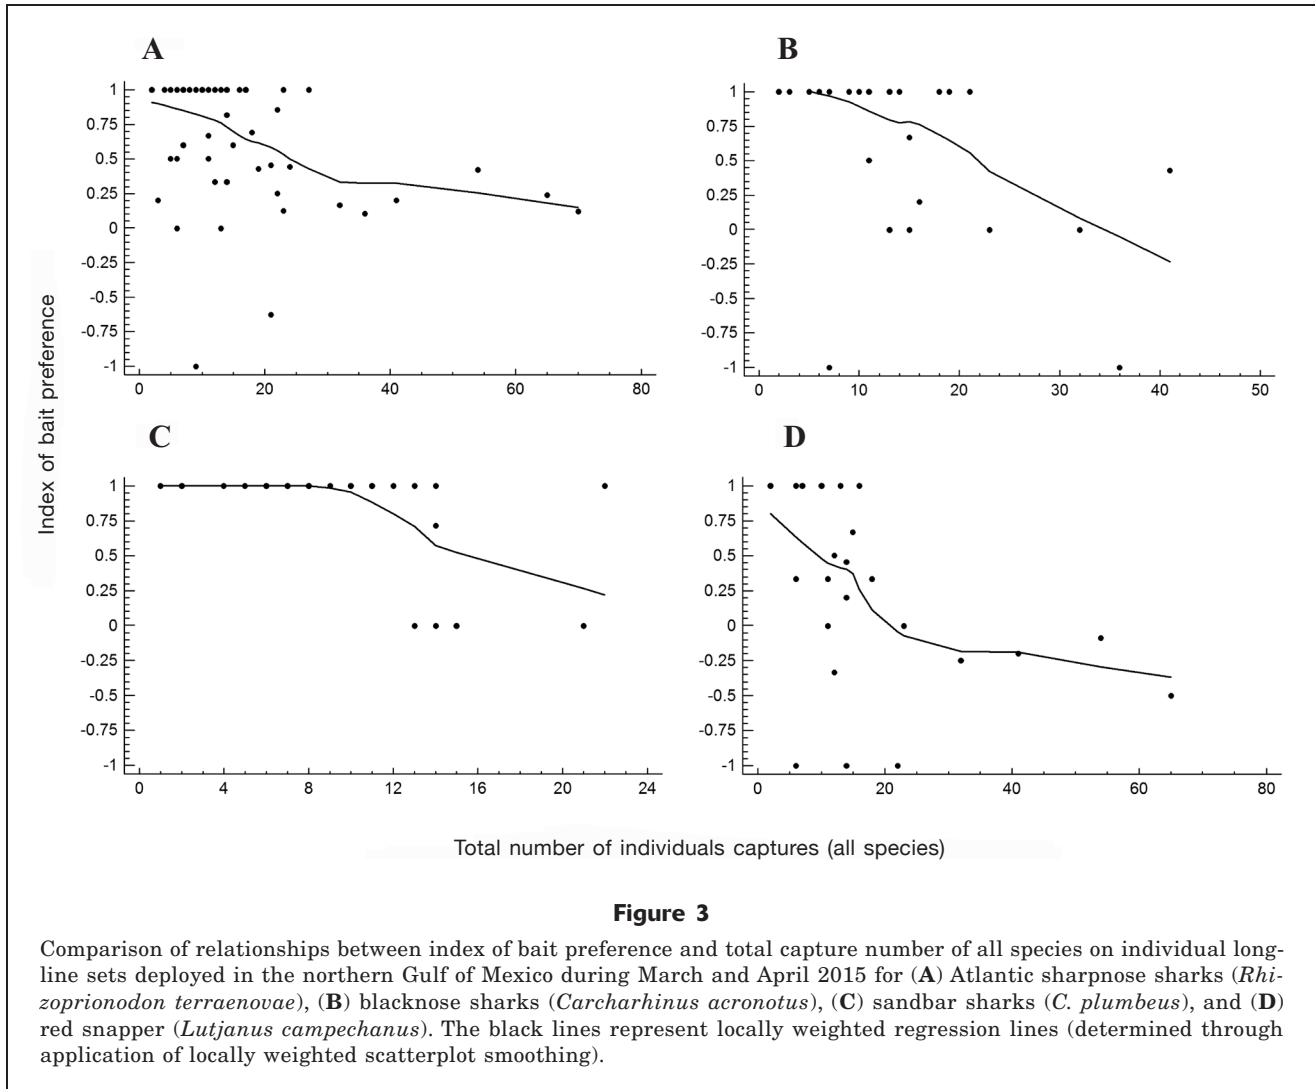 A
B
1
0.75
0.5
0.25
0
-0.25
-0.5
-0.75
-1
0 20 40 60 80
1
0.75
0.5
0.25
0
-0.25
-0.5
-0.75
-1
0 10 20 30 40 50
Index of bait preference
C
D
1
0.75
0.5
0.25
0
-0.25
-0.5
-0.75
-1
0 4 8 12 16 20 24
1
0.75
0.5
0.25
0
-0.25
-0.5
-0.75
-1
0 20 40 60 80
Total number of individuals captures (all species)
Figure 3
Comparison of relationships between index of bait preference and total capture number of all species on individual long-
line sets deployed in the northern Gulf of Mexico during March and April 2015 for (A) Atlantic sharpnose sharks (Rhi-
zoprionodon terraenovae), (B) blacknose sharks (Carcharhinus acronotus), (C) sandbar sharks (C. plumbeus), and (D)
red snapper (Lutjanus campechanus). The black lines represent locally weighted regression lines (determined through
application of locally weighted scatterplot smoothing).